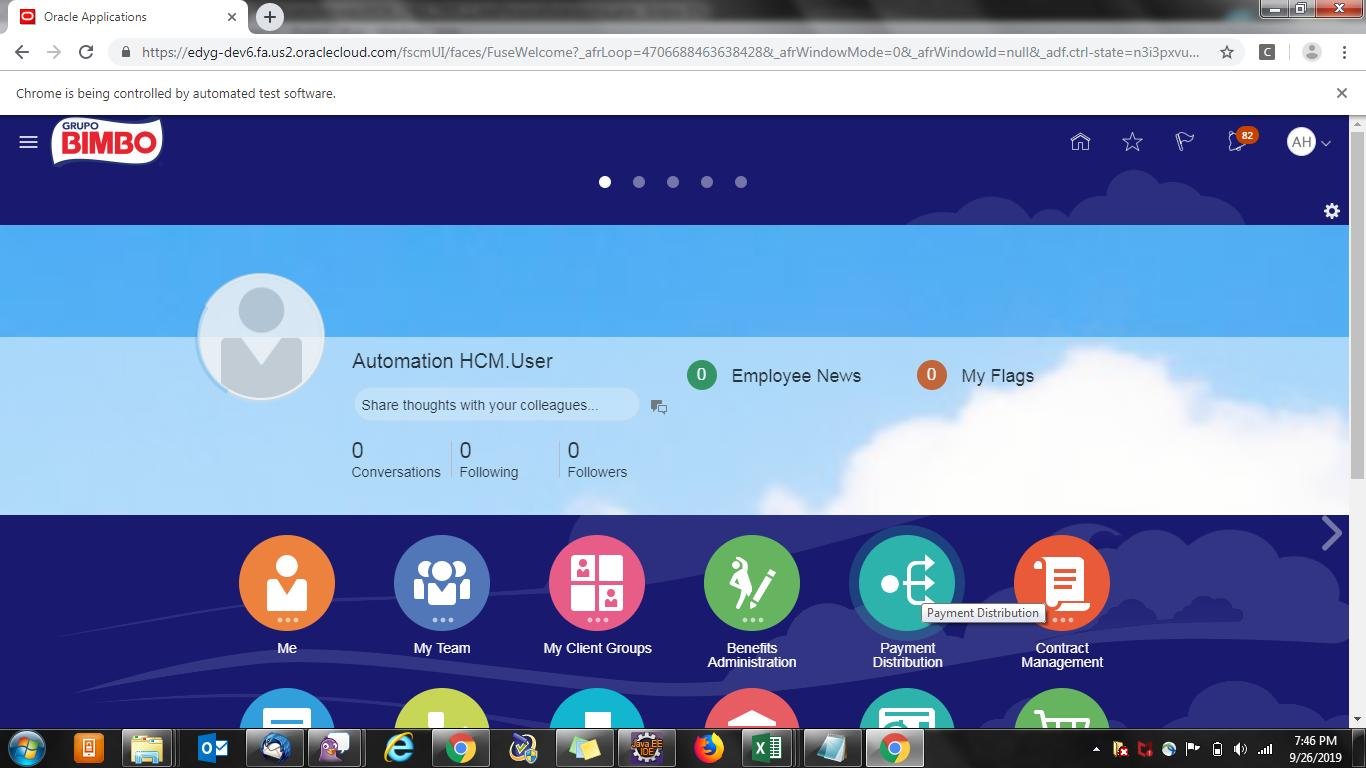 Oracle Applications
https://edyg-dev6.fa.us2.oraclecloud.com/fscmUI/faces/FuseWelcome?_afrLoop=4706688463638428&_afrWindowMode=0&_afrWindowId=null&_adf.ctrl-state=n3i3pxvu...
C
Chrome is being controlled by automated test software.
GRUPO
BIMBO
82
AH
Automation HCM.User
0 Employee News
0 My Flags
Share thoughts with your colleagues...
0 0 0
Conversations Following Followers
Payment Distribution
Me My Team My Client Groups Benefits Payment Contract
Administration Distribution Management
Java EE
IDE
7:46 PM
9/26/2019